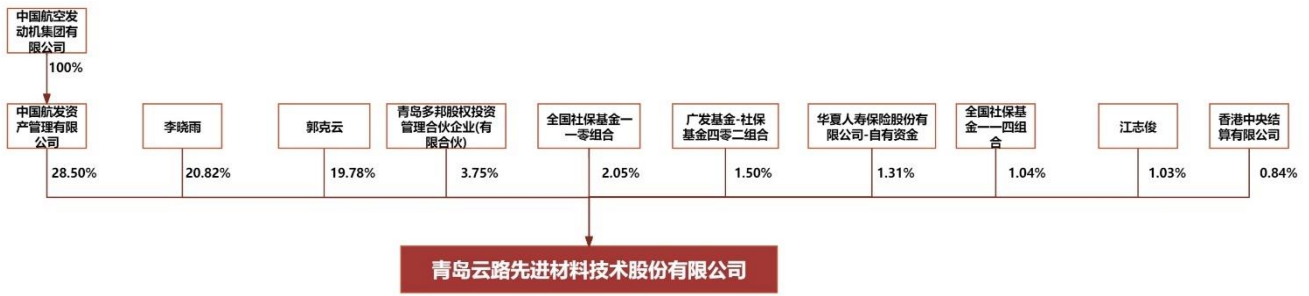 中国航空发
动机集团有
限公司
100%
中国航发资
产管理有限
公司
李晓雨
郭克云
青岛多邦股权投资
管理合伙企业(有
限合伙)
全国社保基金一
一零组合
广发基金-社保
基金四零二组合
华夏人寿保险股份有
限公司-自有资金
全国社保基
金一一四组
合
江志俊
香港中央结
算有限公司
28.50%
20.82%
19.78%
3.75%
2.05%
1.50%
1.31%
1.04%
1.03%
0.84%
青岛云路先进材料技术股份有限公司